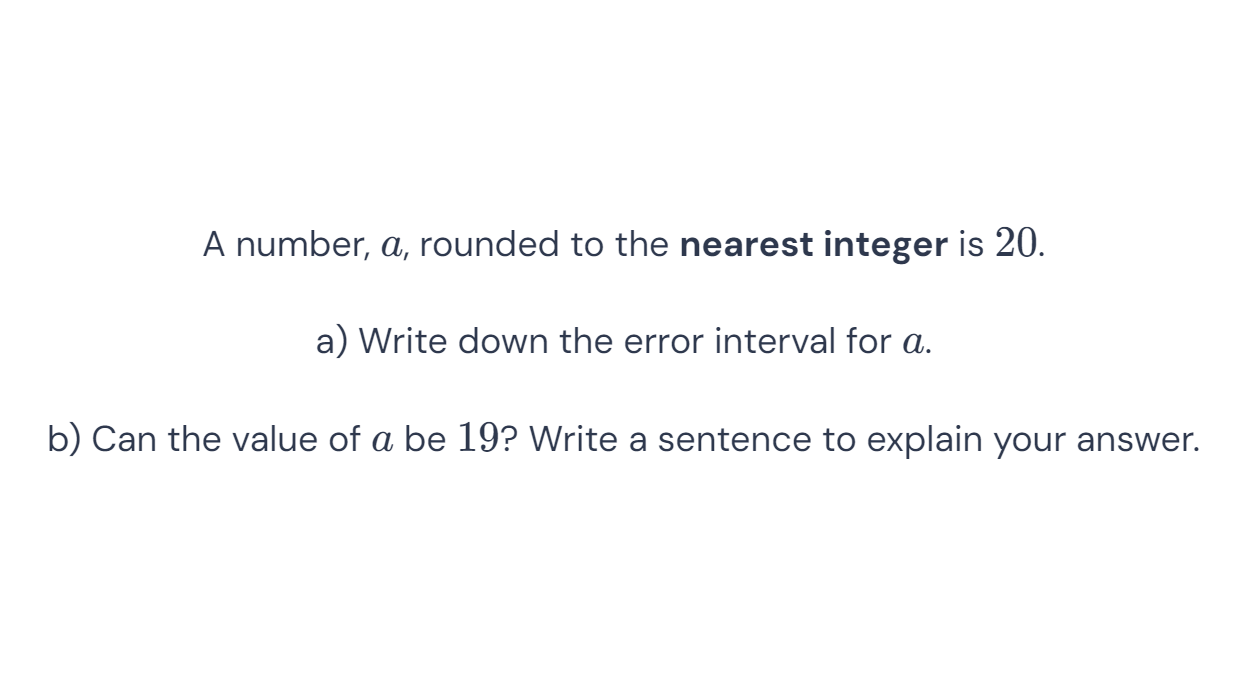 A number, a, rounded to the nearest integer is 20.
a) Write down the error interval for a.
b) Can the value of a be 19? Write a sentence to explain your answer.